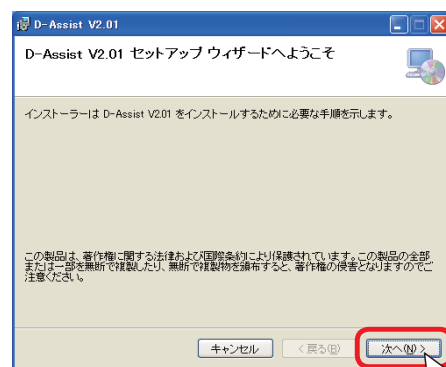 D-Assist V2.01
D-Assist V2.01 セットアップ ウィザードへようこそ
インストーラーは D-Assist V2.01 をインストールするために必要な手順を示します。
この製品は、著作権に関する法律および国際条約により保護されています。この製品の全部
または一部を無断で複製したり、無断で複製物を頒布すると、著作権の侵害となりますのでご
注意ください。
キャンセル
< 戻る(B)
次へ(N) >